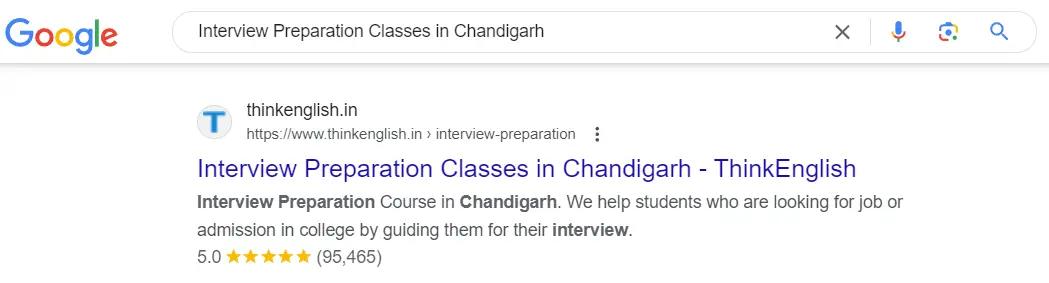 Google Interview Preparation Classes in Chandigarh
T thinkenglish.in
https://www.thinkenglish.in › interview-preparation
Interview Preparation Classes in Chandigarh - ThinkEnglish
Interview Preparation Course in Chandigarh. We help students who are looking for job or
admission in college by guiding them for their interview.
5.0 ★★★★★ (95,465)